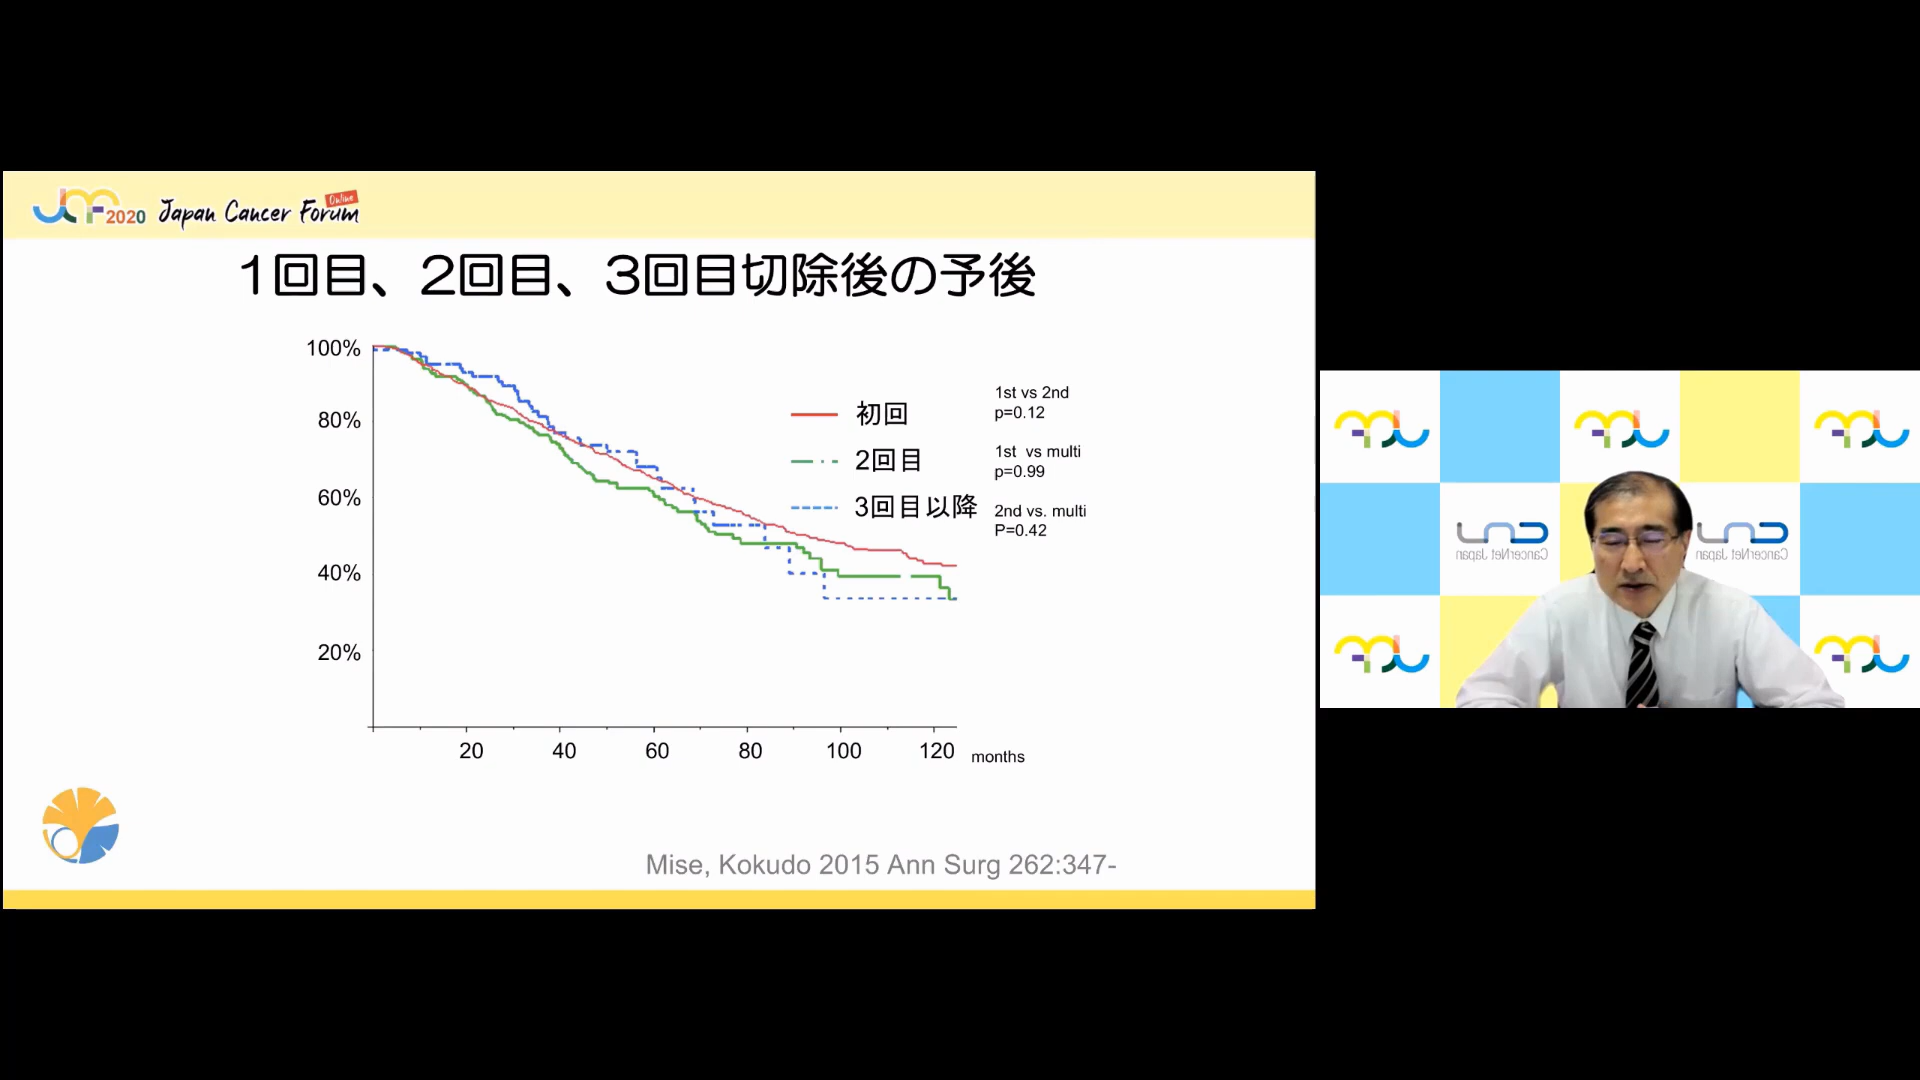 2020 Japan Cancer Forum
Online
1回目、2回目、3回目切除後の予後
100%
80%
60%
40%
20%
20 40 60 80 100 120 months
初回
2回目
3回目以降
1st vs 2nd
p=0.12
1st vs multi
p=0.99
2nd vs. multi
P=0.42
Mise, Kokudo 2015 Ann Surg 262:347-
CancerNet Japan
CancerNet Japan